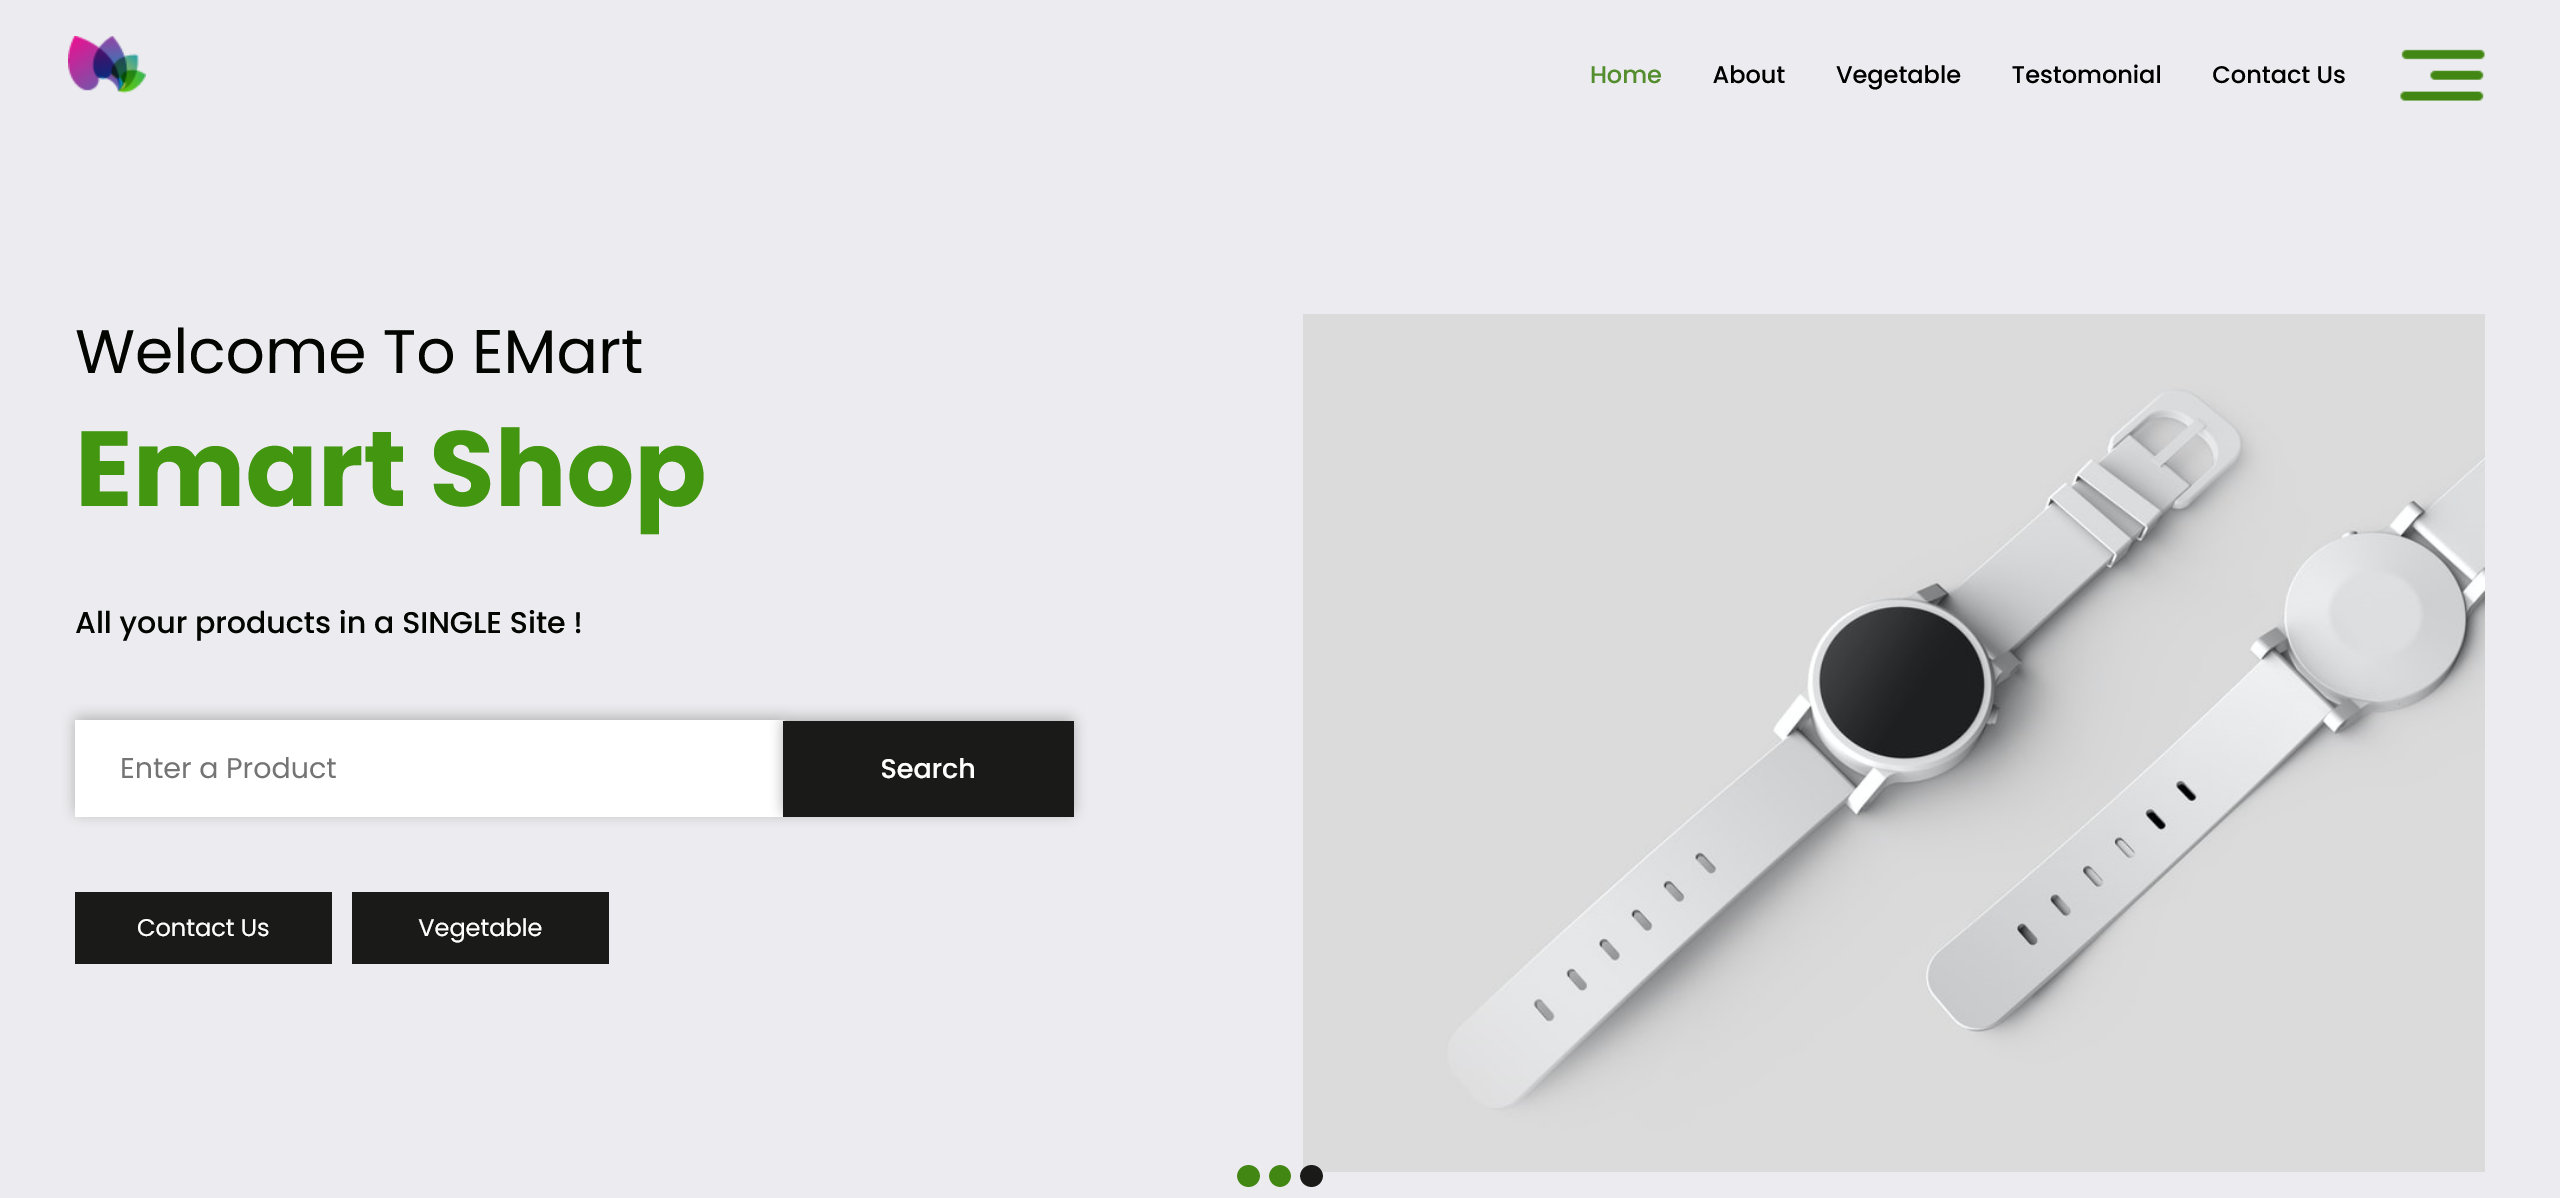 Home About Vegetable Testomonial Contact Us
Welcome To EMart
Emart Shop
All your products in a SINGLE Site !
Enter a Product Search
Contact Us Vegetable